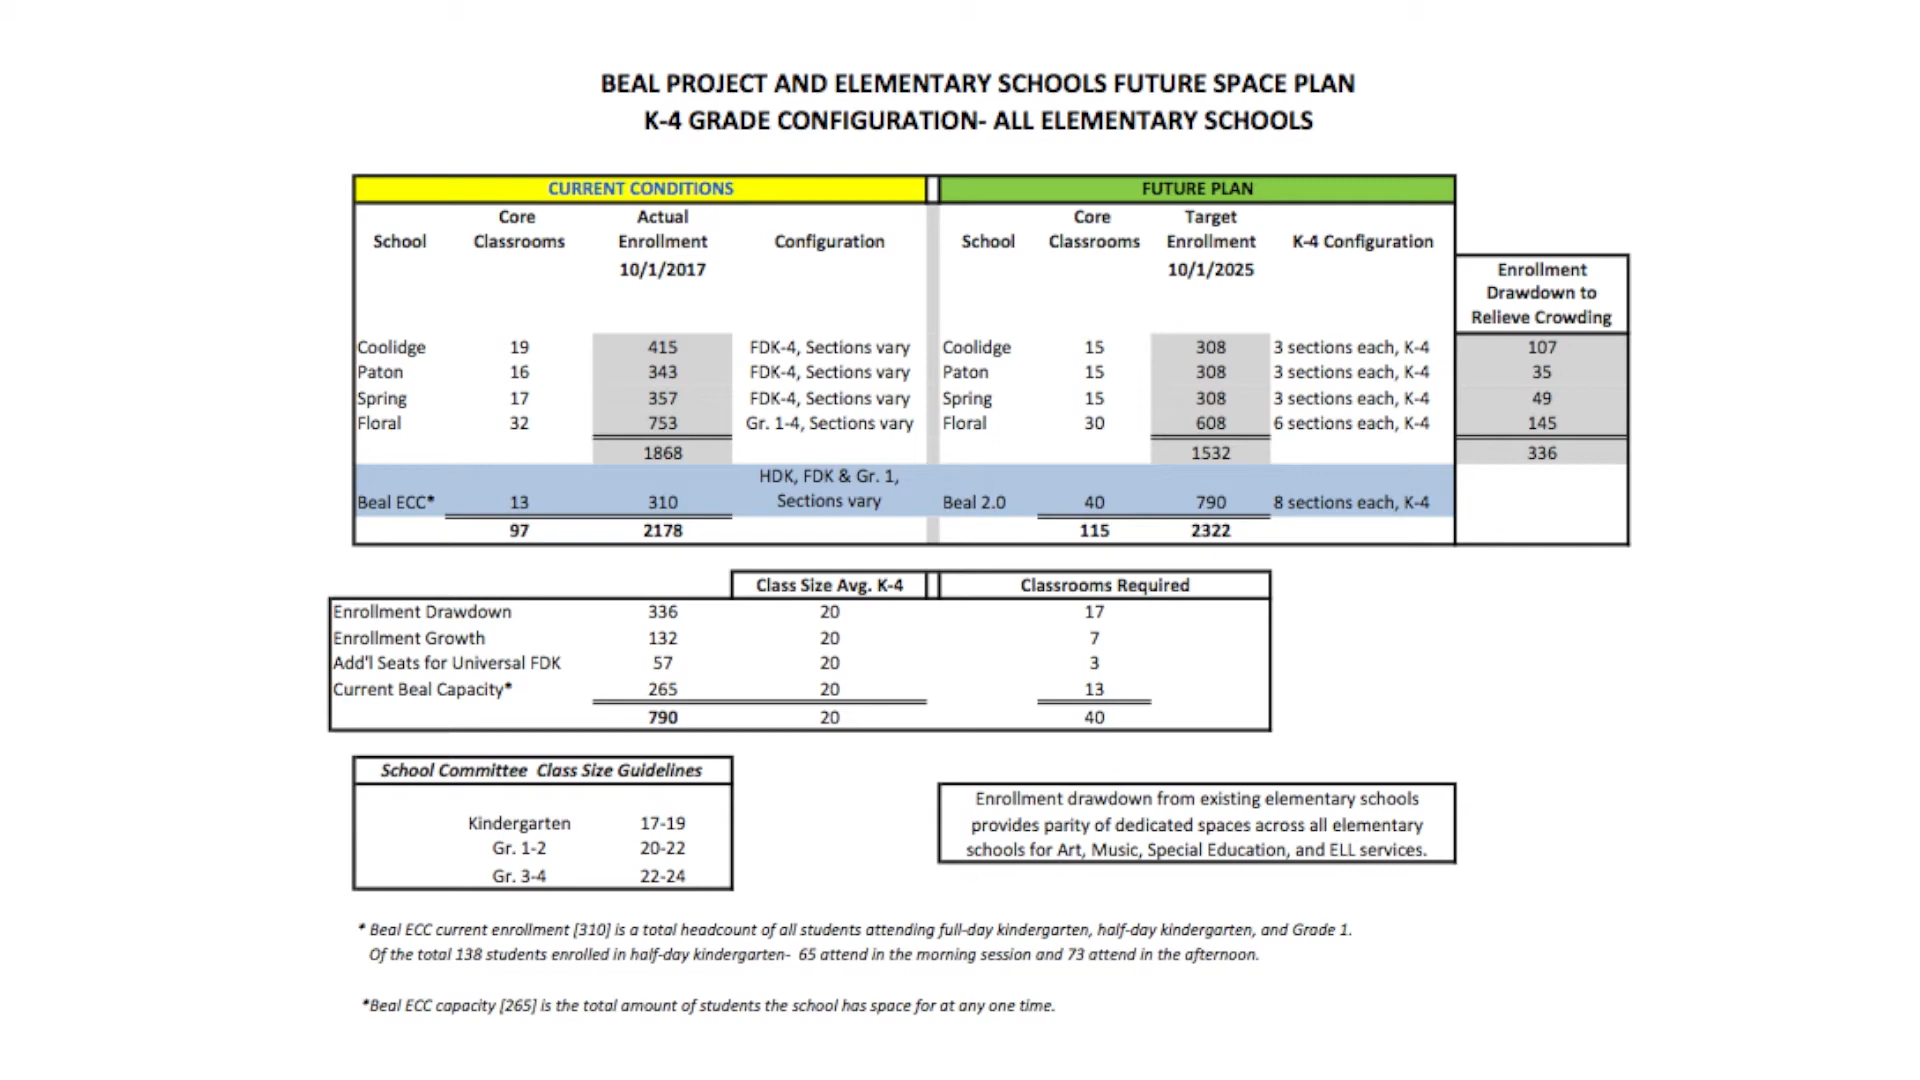 BEAL PROJECT AND ELEMENTARY SCHOOLS FUTURE SPACE PLAN
K-4 GRADE CONFIGURATION- ALL ELEMENTARY SCHOOLS
CURRENT CONDITIONS FUTURE PLAN
Core Actual Core Target
School Classrooms Enrollment Configuration School Classrooms Enrollment K-4 Configuration
10/1/2017 10/1/2025 Enrollment
Drawdown to
Relieve Crowding
Coolidge 19 415 FDK-4, Sections vary Coolidge 15 308 3 sections each, K-4 107
Paton 16 343 FDK-4, Sections vary Paton 15 308 3 sections each, K-4 35
Spring 17 357 FDK-4, Sections vary Spring 15 308 3 sections each, K-4 49
Floral 32 753 Gr. 1-4, Sections vary Floral 30 608 6 sections each, K-4 145
1868 1532 336
HDK, FDK & Gr. 1,
Beal ECC* 13 310 Sections vary Beal 2.0 40 790 8 sections each, K-4
97 2178 115 2322
Class Size Avg. K-4 Classrooms Required
Enrollment Drawdown 336 20 17
Enrollment Growth 132 20 7
Add'l Seats for Universal FDK 57 20 3
Current Beal Capacity* 265 20 13
790 20 40
School Committee Class Size Guidelines
Kindergarten 17-19
Gr. 1-2 20-22
Gr. 3-4 22-24
Enrollment drawdown from existing elementary schools
provides parity of dedicated spaces across all elementary
schools for Art, Music, Special Education, and ELL services.
* Beal ECC current enrollment [310] is a total headcount of all students attending full-day kindergarten, half-day kindergarten, and Grade 1.
Of the total 138 students enrolled in half-day kindergarten- 65 attend in the morning session and 73 attend in the afternoon.
*Beal ECC capacity [265] is the total amount of students the school has space for at any one time.